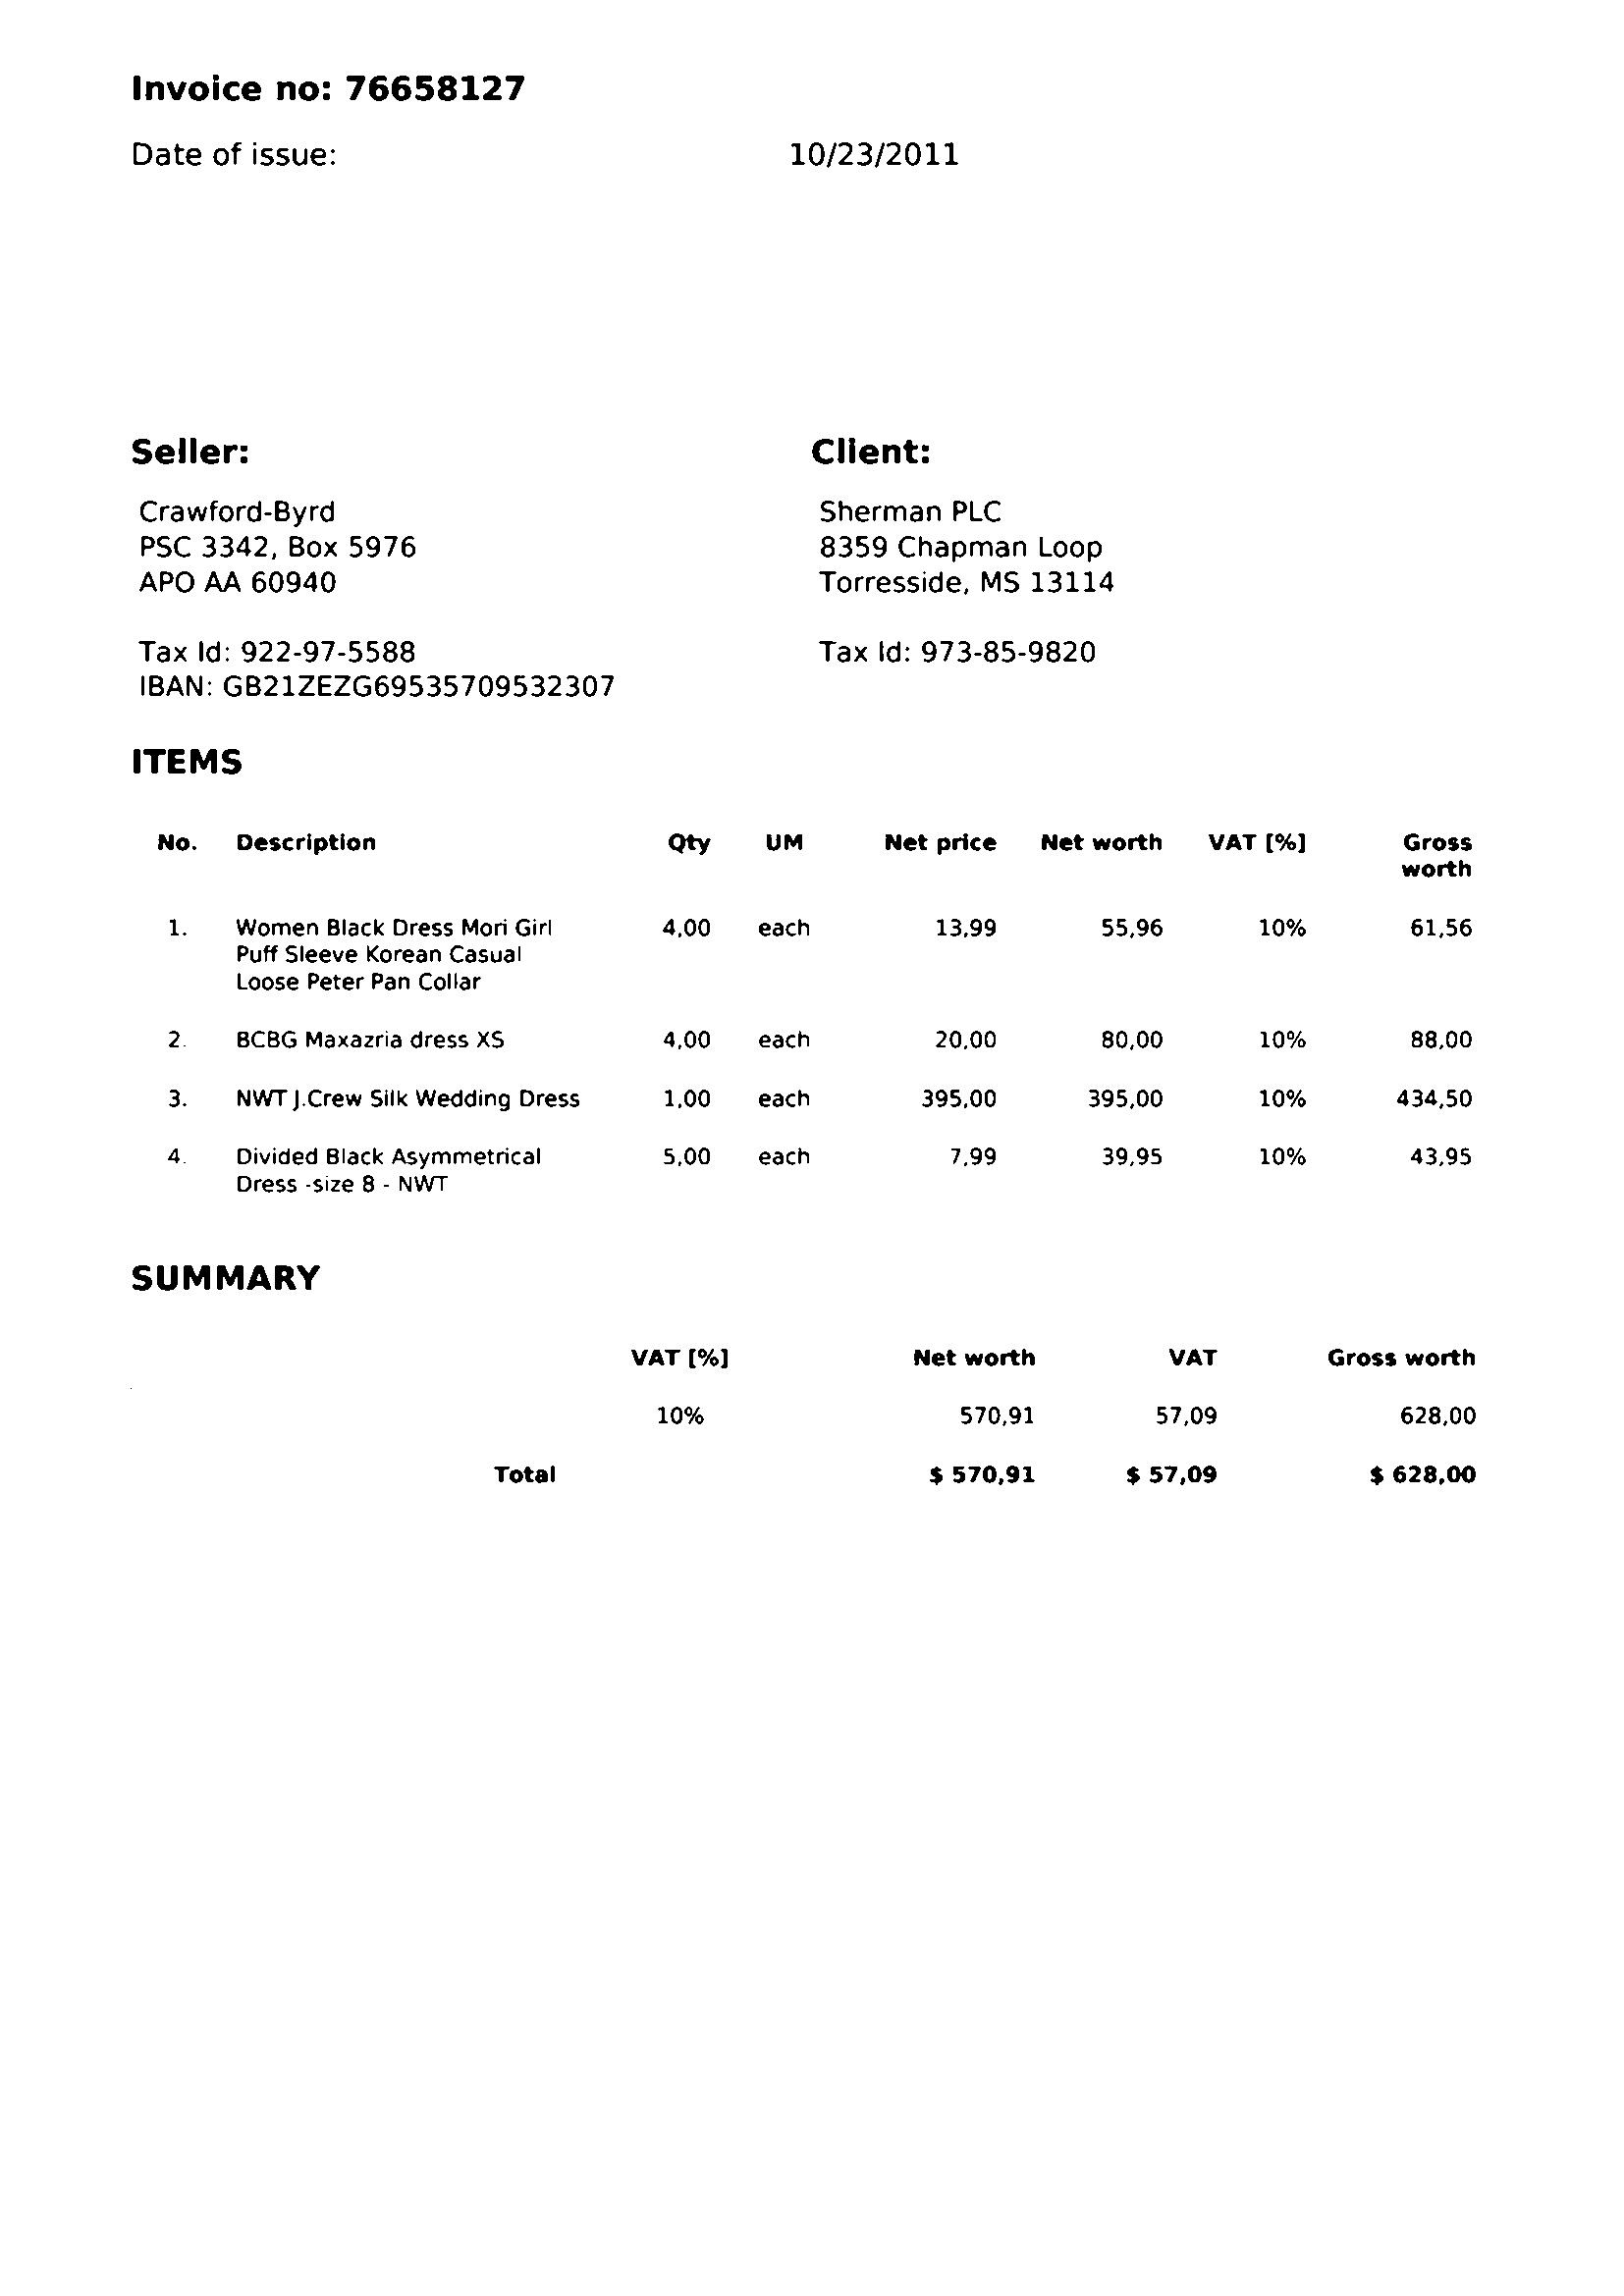 Invoice no: 76658127
Date of issue: 10/23/2011
Seller: Client:
Crawford-Byrd Sherman PLC
PSC 3342, Box 5976 8359 Chapman Loop
APO AA 60940 Torresside, MS 13114
Tax Id: 922-97-5588 Tax Id: 973-85-9820
IBAN: GB21ZEZG69535709532307
ITEMS
No. Description Qty UM Net price Net worth VAT [%] Gross
worth
1. Women Black Dress Mori Girl 4,00 each 13,99 55,96 10% 61,56
Puff Sleeve Korean Casual
Loose Peter Pan Collar
2. BCBG Maxazria dress XS 4,00 each 20,00 80,00 10% 88,00
3. NWT J.Crew Silk Wedding Dress 1,00 each 395,00 395,00 10% 434,50
4. Divided Black Asymmetrical 5,00 each 7,99 39,95 10% 43,95
Dress -size 8 - NWT
SUMMARY
VAT [%] Net worth VAT Gross worth
10% 570,91 57,09 628,00
Total $ 570,91 $ 57,09 $ 628,00